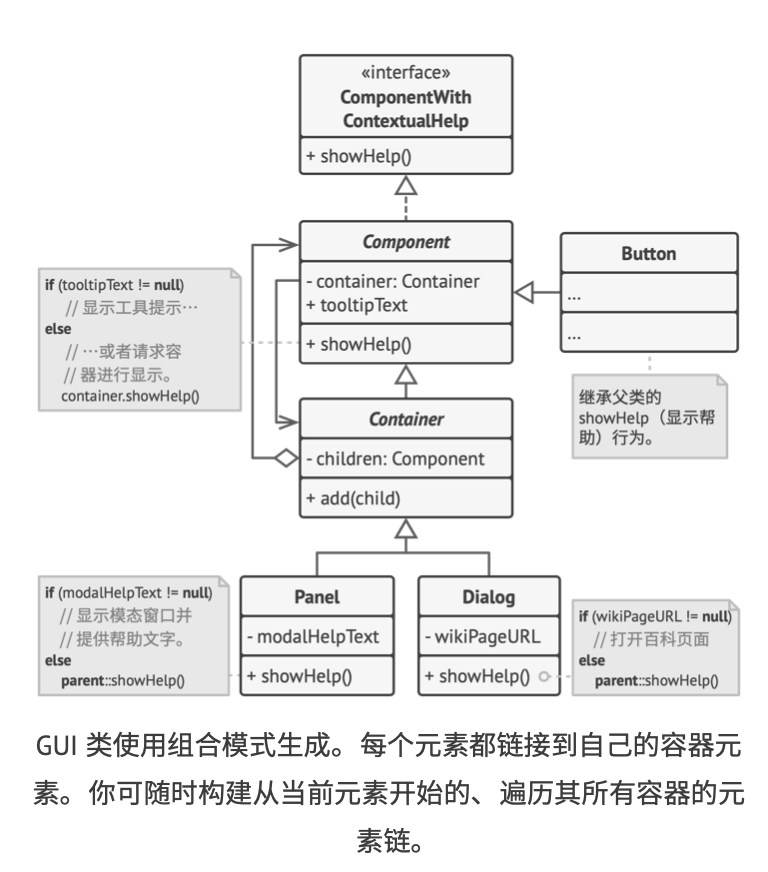 «interface»
ComponentWith
ContextualHelp
+ showHelp()
Component
- container: Container
+ tooltipText
+ showHelp()
Button
...
...
if (tooltipText != null)
// 显示工具提示…
else
// …或者请求容
// 器进行显示。
container.showHelp()
继承父类的
showHelp（显示帮
助）行为。
Container
- children: Component
+ add(child)
if (modalHelpText != null)
// 显示模态窗口并
// 提供帮助文字。
else
parent::showHelp()
Panel
- modalHelpText
+ showHelp()
Dialog
- wikiPageURL
+ showHelp()
if (wikiPageURL != null)
// 打开百科页面
else
parent::showHelp()
GUI 类使用组合模式生成。每个元素都链接到自己的容器元
素。你可随时构建从当前元素开始的、遍历其所有容器的元
素链。